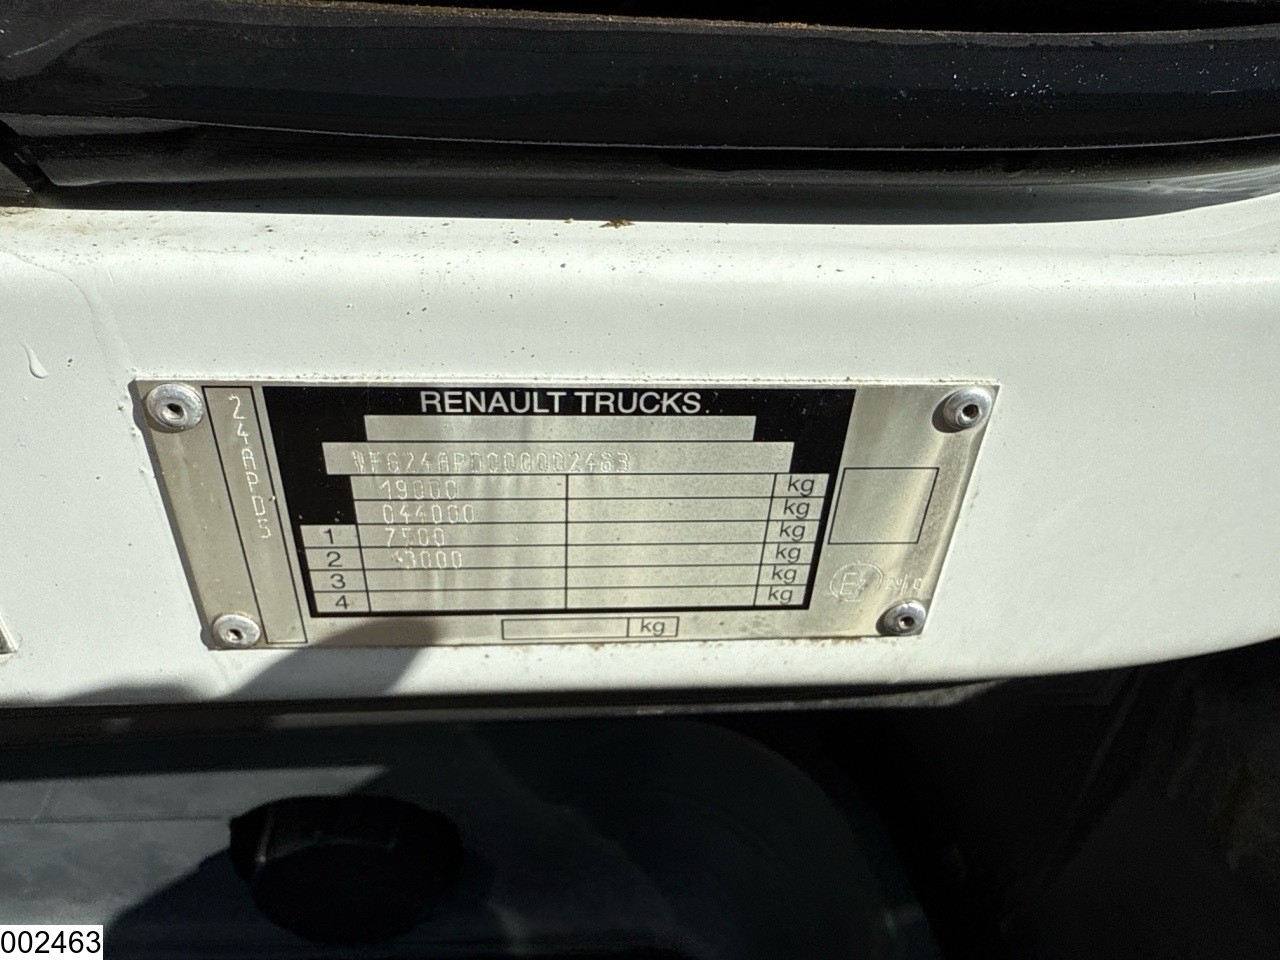 24APD5
RENAULT TRUCKS
VF624APD000002463
19000 kg
044000 kg
1 7500 kg
2 13000 kg
3 kg
4 kg
kg
002463